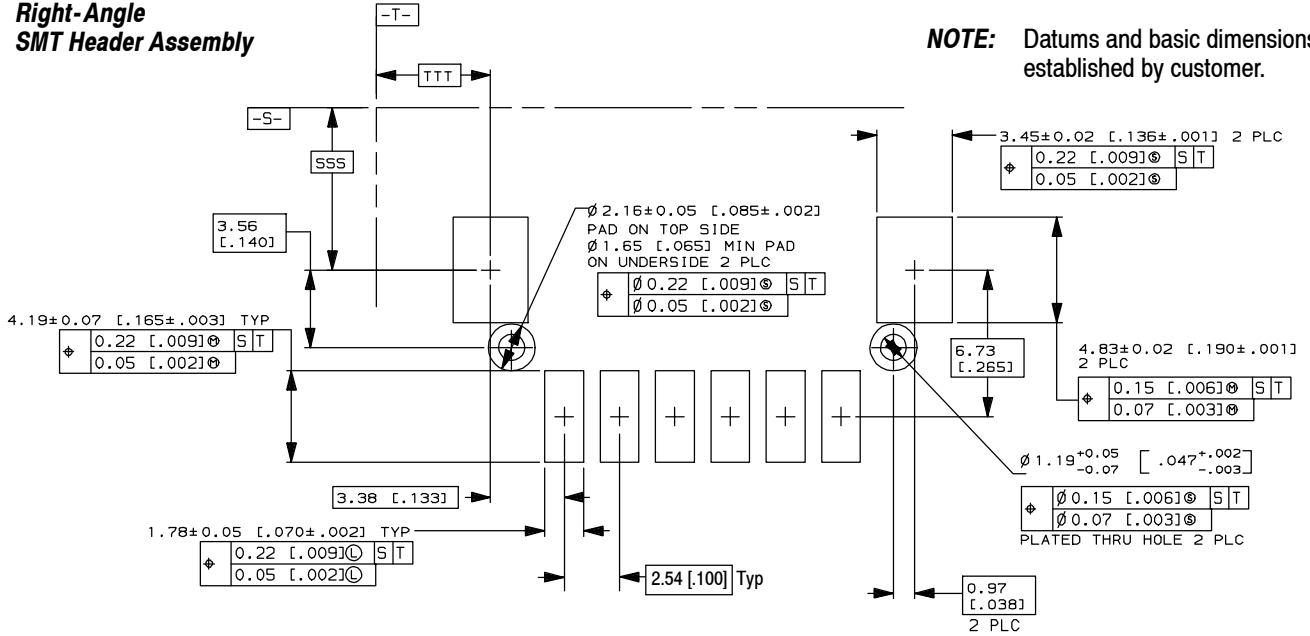 Right-Angle
SMT Header Assembly
-T-
NOTE: Datums and basic dimensions
established by customer.
TTT
-S-
3.45±0.02 [.136±.001] 2 PLC
⌖ 0.22 [.009]Ⓢ S T
0.05 [.002]Ⓢ
SSS
Ø2.16±0.05 [.085±.002]
PAD ON TOP SIDE
Ø1.65 [.065] MIN PAD
ON UNDERSIDE 2 PLC
⌖ Ø0.22 [.009]Ⓢ S T
Ø0.05 [.002]Ⓢ
3.56
[.140]
4.19±0.07 [.165±.003] TYP
⌖ 0.22 [.009]Ⓜ S T
0.05 [.002]Ⓜ
6.73
[.265]
4.83±0.02 [.190±.001]
2 PLC
⌖ 0.15 [.006]Ⓜ S T
0.07 [.003]Ⓜ
Ø1.19 +0.05 -0.07 [.047 +.002 -.003]
⌖ Ø0.15 [.006]Ⓢ S T
Ø0.07 [.003]Ⓢ
PLATED THRU HOLE 2 PLC
3.38 [.133]
1.78±0.05 [.070±.002] TYP
⌖ 0.22 [.009]Ⓛ S T
0.05 [.002]Ⓛ
2.54 [.100] Typ
0.97
[.038]
2 PLC